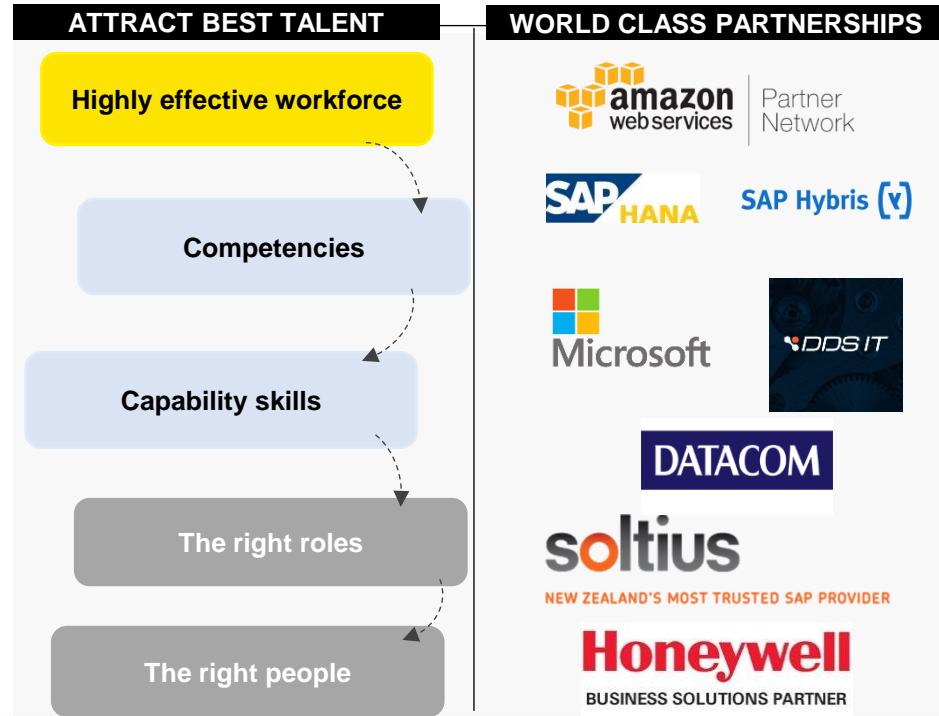 ATTRACT BEST TALENT
Highly effective workforce
Competencies
Capability skills
The right roles
The right people
WORLD CLASS PARTNERSHIPS
amazon
web services
Partner
Network
SAP
HANA
SAP Hybris (y)
Microsoft
DDS IT
DATACOM
soltius
NEW ZEALAND'S MOST TRUSTED SAP PROVIDER
Honeywell
BUSINESS SOLUTIONS PARTNER